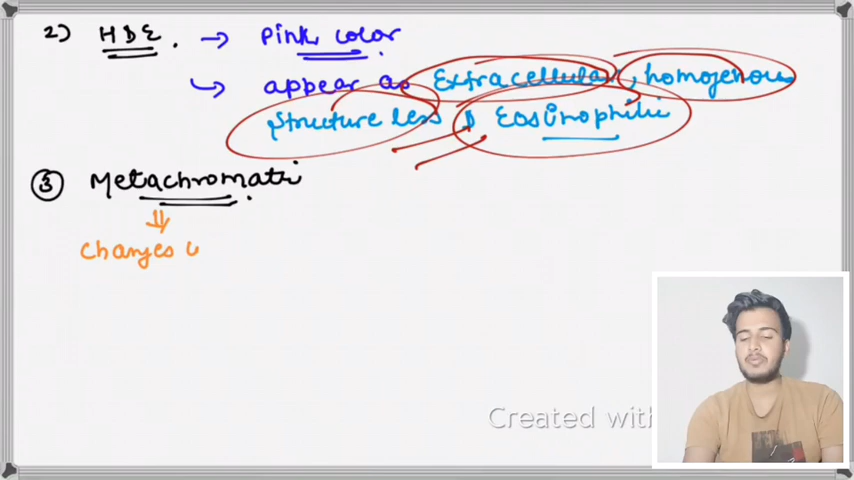 2) H&E. → Pink color.
↳ appear as Extracellular, homogenous
Structure less & Eosinophilic
③ Metachromati
⇓
Changes c
Created with